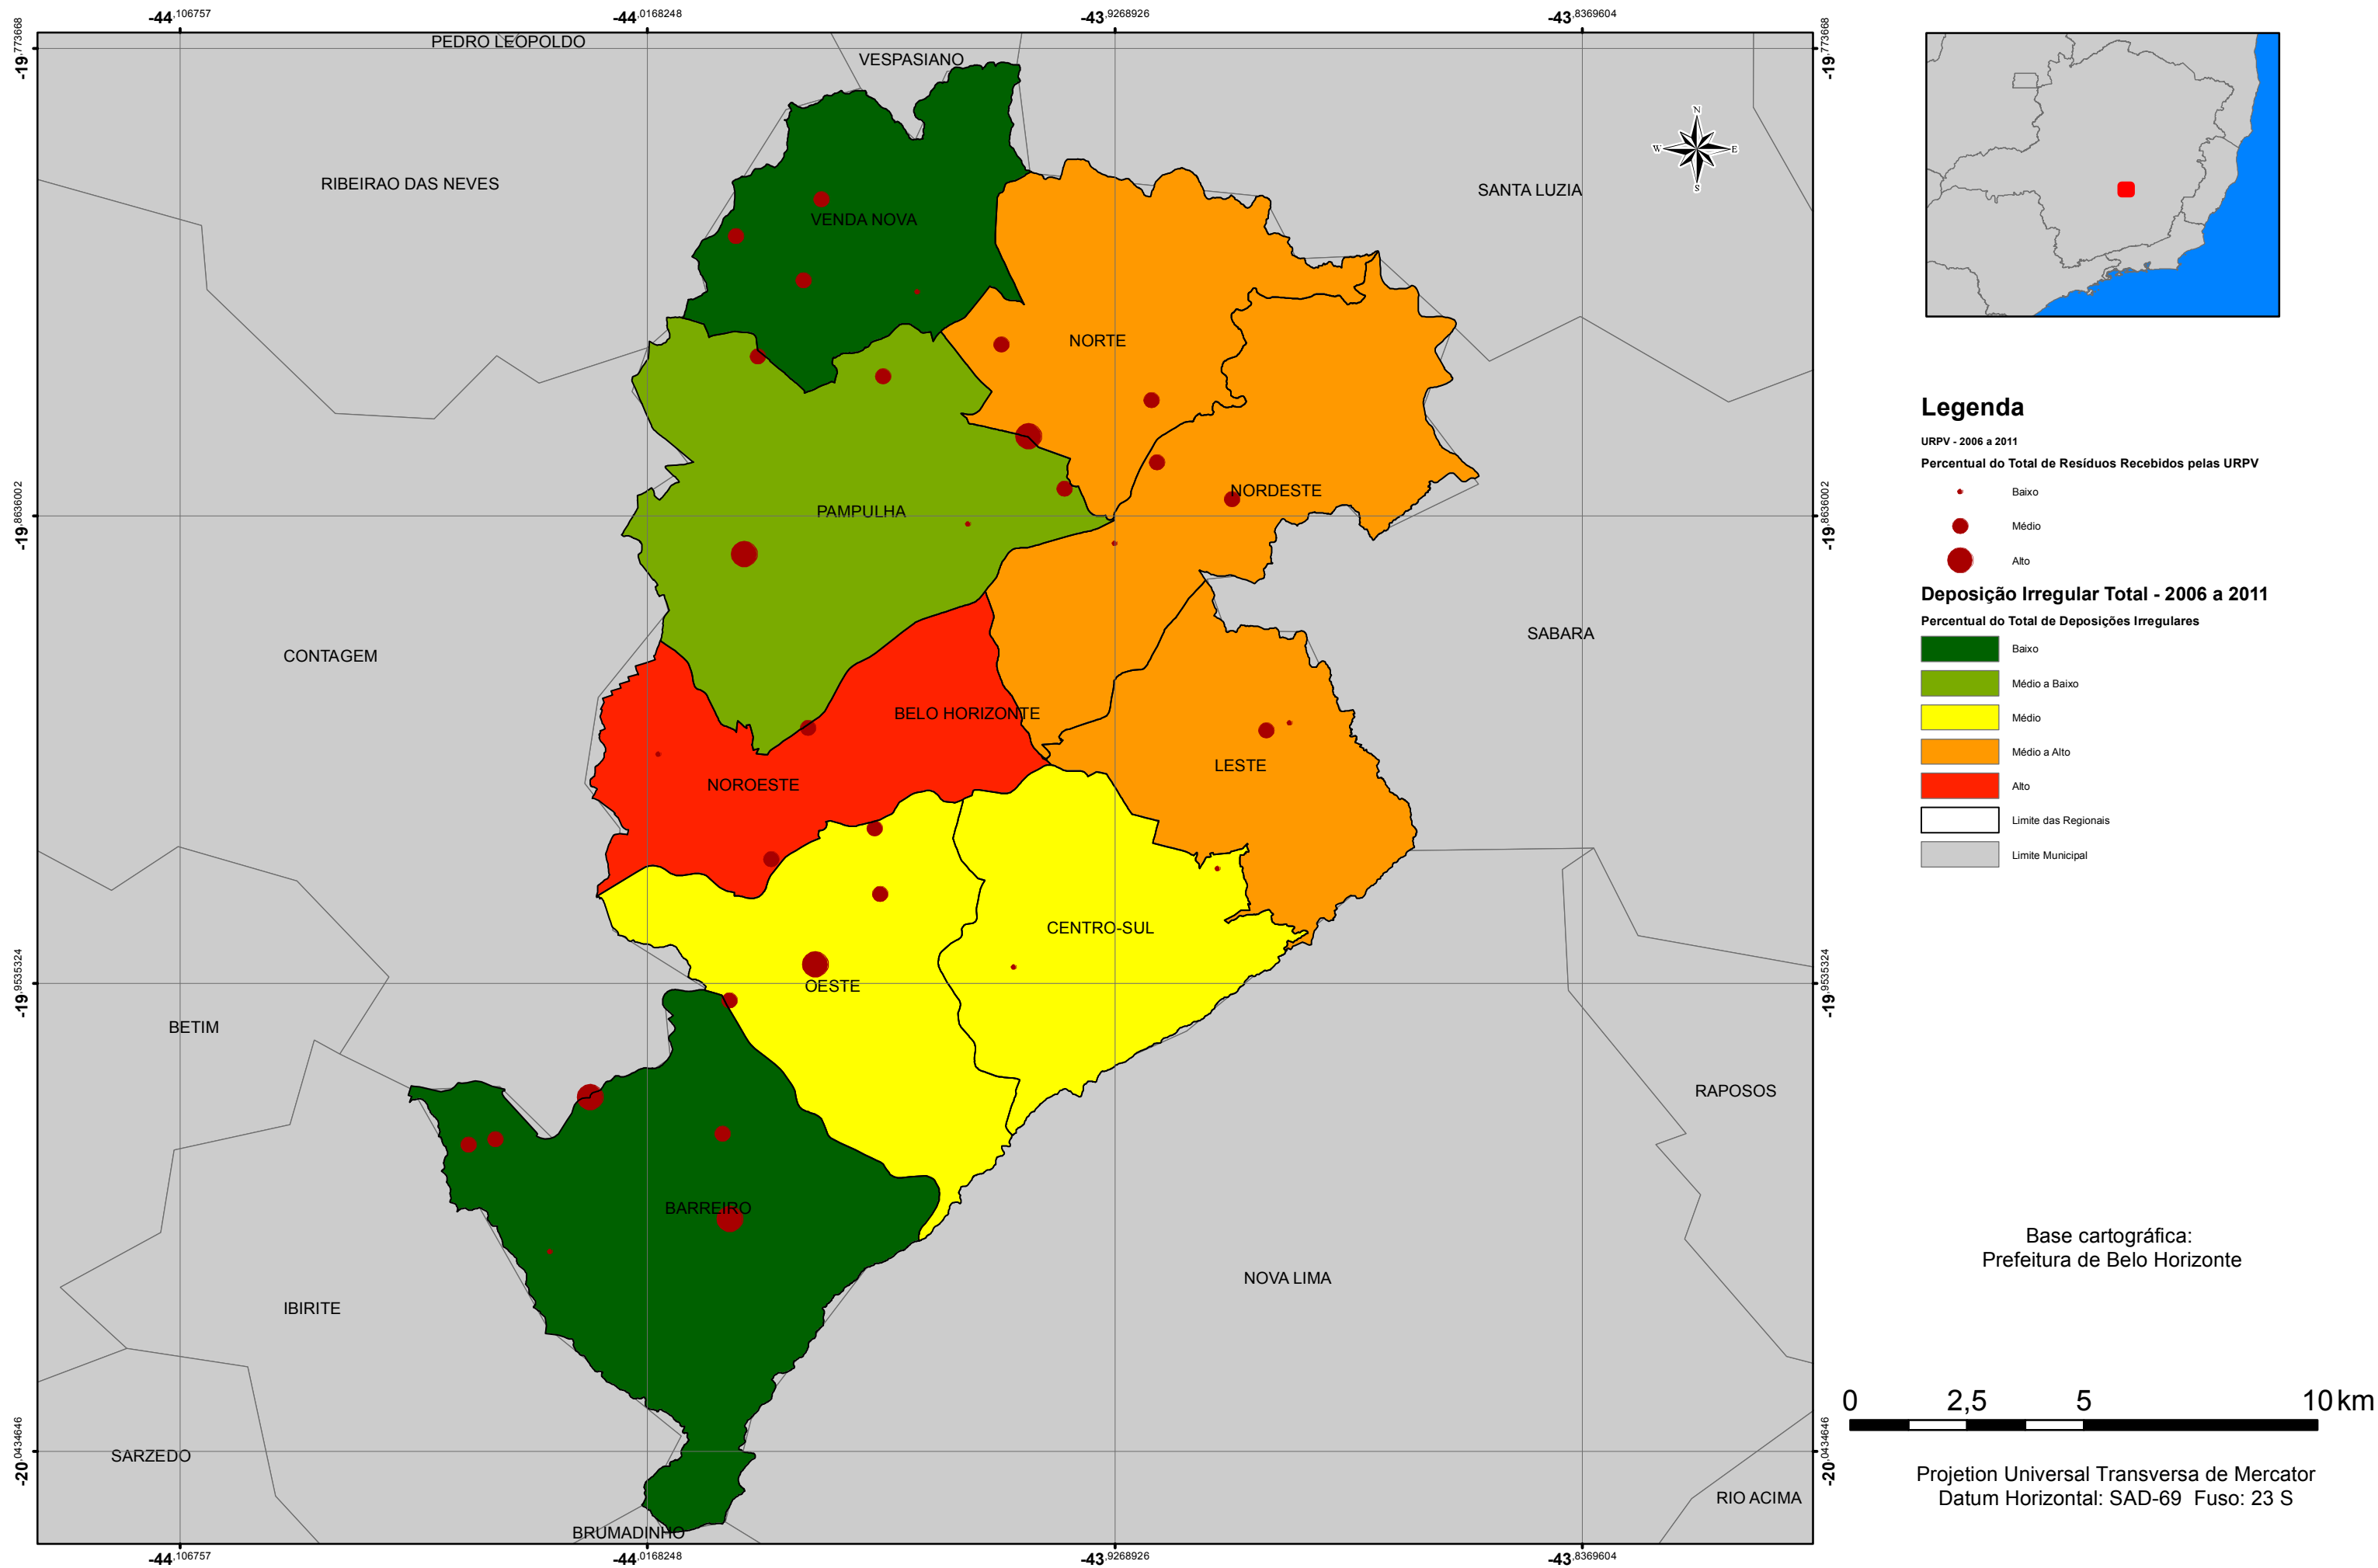 -44,106757
-44,0168248
-43,9268926
-43,8369604
-19,773668
-19,773668
PEDRO LEOPOLDO
VESPASIANO
RIBEIRAO DAS NEVES
SANTA LUZIA
N
W
E
S
VENDA NOVA
NORTE
NORDESTE
PAMPULHA
-19,8636002
-19,8636002
CONTAGEM
SABARA
BELO HORIZONTE
NOROESTE
LESTE
CENTRO-SUL
OESTE
-19,9535324
-19,9535324
BETIM
RAPOSOS
BARREIRO
NOVA LIMA
IBIRITE
SARZEDO
-20,0434646
-20,0434646
RIO ACIMA
BRUMADINHO
-44,106757
-44,0168248
-43,9268926
-43,8369604
Legenda
URPV - 2006 a 2011
Percentual do Total de Resíduos Recebidos pelas URPV
Baixo
Médio
Alto
Deposição Irregular Total - 2006 a 2011
Percentual do Total de Deposições Irregulares
Baixo
Médio a Baixo
Médio
Médio a Alto
Alto
Limite das Regionais
Limite Municipal
Base cartográfica:
Prefeitura de Belo Horizonte
0 2,5 5 10 km
Projetion Universal Transversa de Mercator
Datum Horizontal: SAD-69 Fuso: 23 S